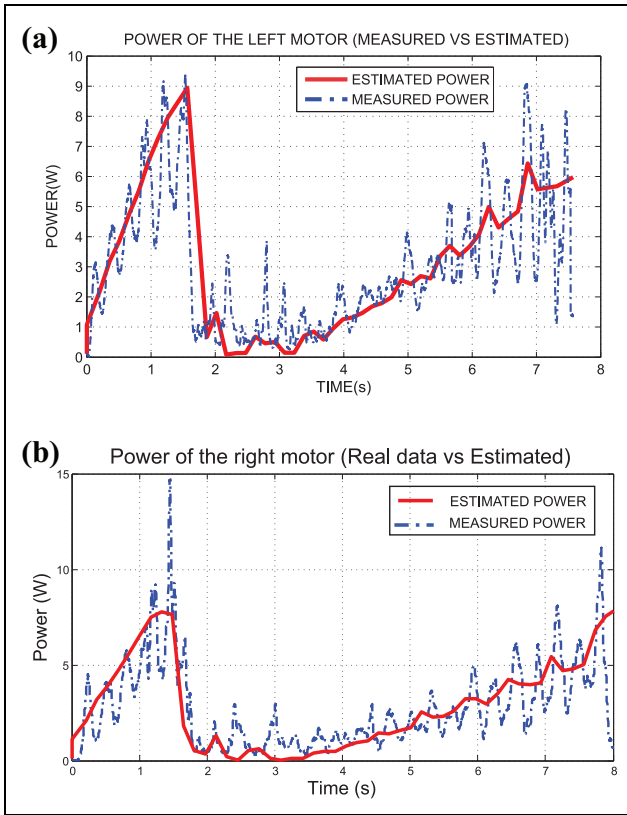 (a)
POWER OF THE LEFT MOTOR (MEASURED VS ESTIMATED)
ESTIMATED POWER
MEASURED POWER
POWER(W)
10
9
8
7
6
5
4
3
2
1
0
0 1 2 3 4 5 6 7 8
TIME(s)
(b)
Power of the right motor (Real data vs Estimated)
ESTIMATED POWER
MEASURED POWER
Power (W)
15
10
5
0
0 1 2 3 4 5 6 7 8
Time (s)